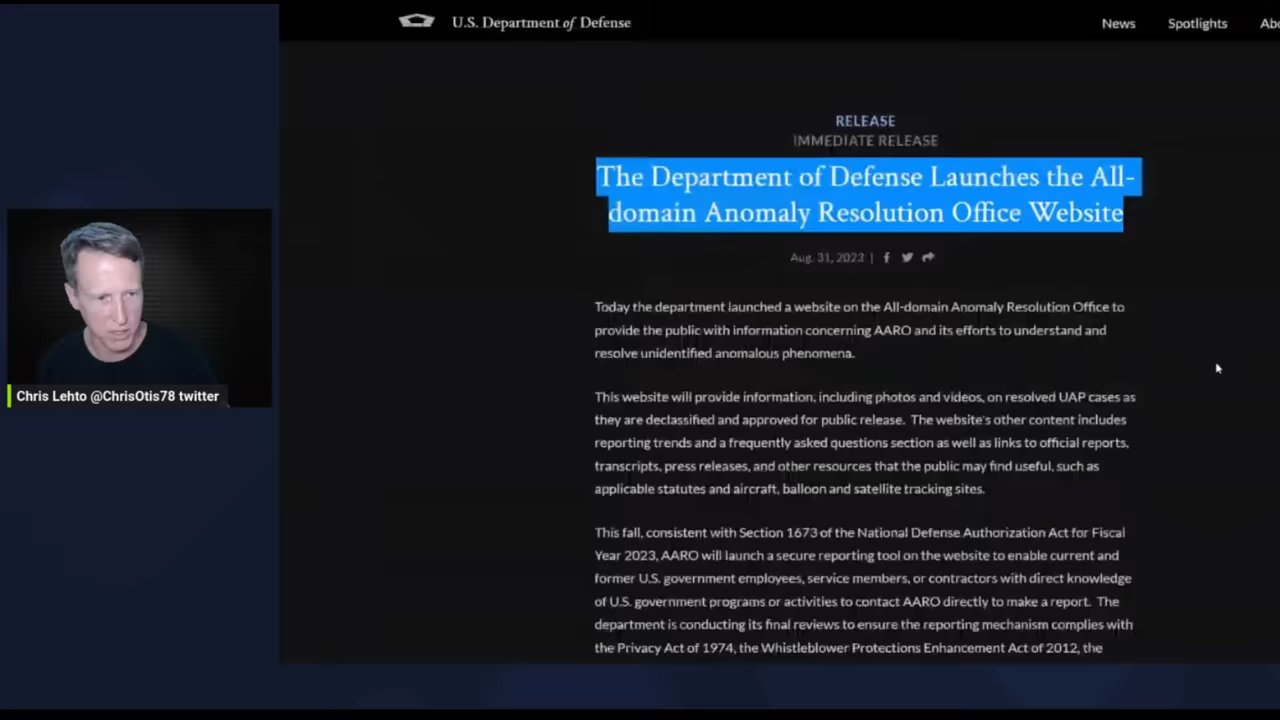 U.S. Department of Defense
News
Spotlights
Abo
RELEASE
IMMEDIATE RELEASE
The Department of Defense Launches the All-
domain Anomaly Resolution Office Website
Aug. 31, 2023 |
Today the department launched a website on the All-domain Anomaly Resolution Office to
provide the public with information concerning AARO and its efforts to understand and
resolve unidentified anomalous phenomena.
This website will provide information, including photos and videos, on resolved UAP cases as
they are declassified and approved for public release. The website's other content includes
reporting trends and a frequently asked questions section as well as links to official reports,
transcripts, press releases, and other resources that the public may find useful, such as
applicable statutes and aircraft, balloon and satellite tracking sites.
This fall, consistent with Section 1673 of the National Defense Authorization Act for Fiscal
Year 2023, AARO will launch a secure reporting tool on the website to enable current and
former U.S. government employees, service members, or contractors with direct knowledge
of U.S. government programs or activities to contact AARO directly to make a report. The
department is conducting its final reviews to ensure the reporting mechanism complies with
the Privacy Act of 1974, the Whistleblower Protections Enhancement Act of 2012, the
Chris Lehto @ChrisOtis78 twitter